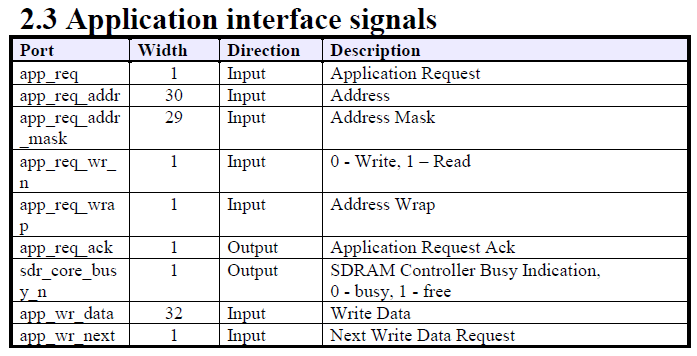 2.3 Application interface signals
Port Width Direction Description
app_req 1 Input Application Request
app_req_addr 30 Input Address
app_req_addr 29 Input Address Mask
_mask
app_req_wr_ 1 Input 0 - Write, 1 – Read
n
app_req_wra 1 Input Address Wrap
p
app_req_ack 1 Output Application Request Ack
sdr_core_bus 1 Output SDRAM Controller Busy Indication,
y_n 0 - busy, 1 - free
app_wr_data 32 Input Write Data
app_wr_next 1 Input Next Write Data Request